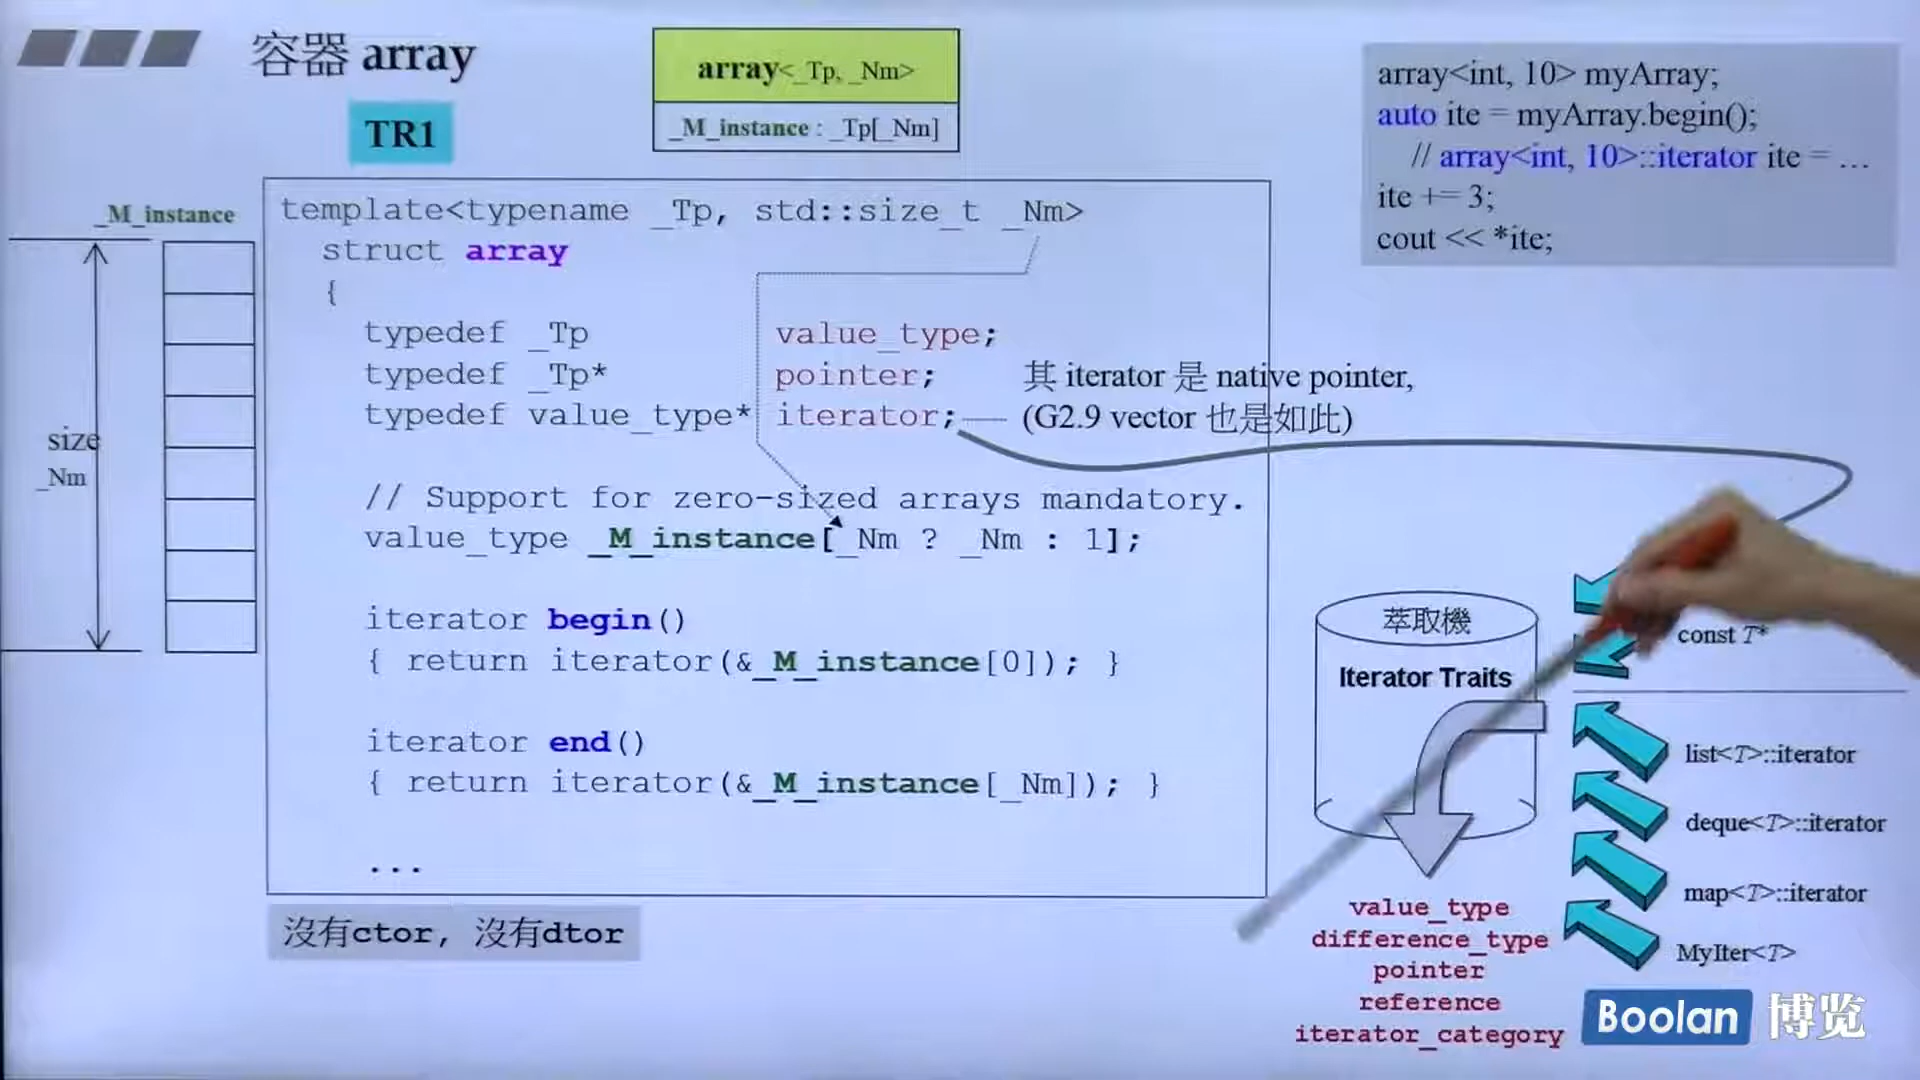 容器 array
TR1
array<_Tp, _Nm>
_M_instance : _Tp[_Nm]
array<int, 10> myArray;
auto ite = myArray.begin();
// array<int, 10>::iterator ite = …
ite += 3;
cout << *ite;
_M_instance
size
_Nm
template<typename _Tp, std::size_t _Nm>
struct array
{
typedef _Tp value_type;
typedef _Tp* pointer;
typedef value_type* iterator;
其 iterator 是 native pointer,
(G2.9 vector 也是如此)
// Support for zero-sized arrays mandatory.
value_type _M_instance[_Nm ? _Nm : 1];
iterator begin()
{ return iterator(&_M_instance[0]); }
iterator end()
{ return iterator(&_M_instance[_Nm]); }
...
沒有ctor, 沒有dtor
萃取機
Iterator Traits
const T*
list<T>::iterator
deque<T>::iterator
map<T>::iterator
MyIter<T>
value_type
difference_type
pointer
reference
iterator_category
Boolan 博览